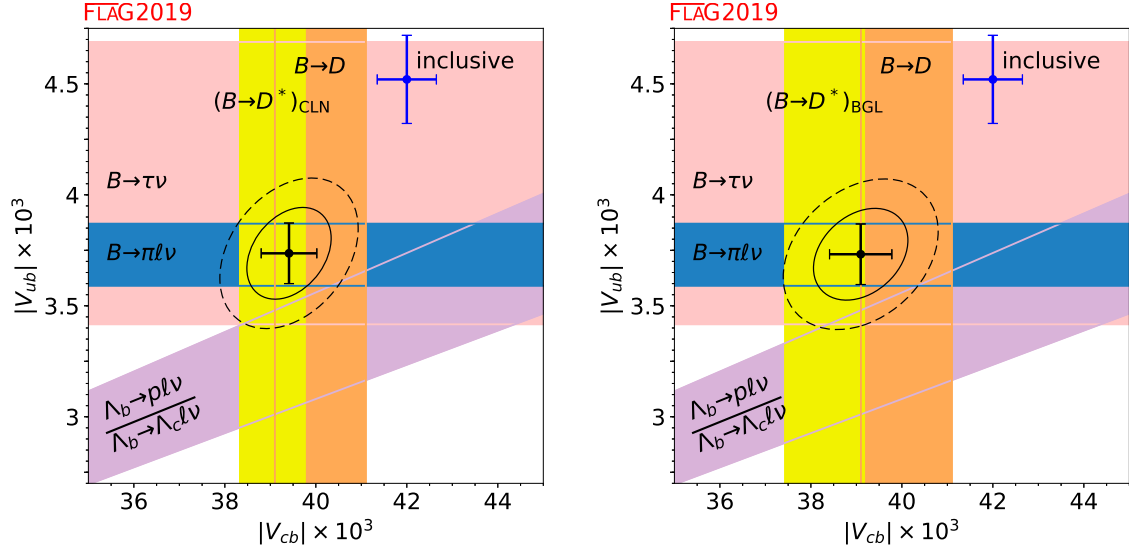 FLAG2019
B→D
inclusive
(B→D*)CLN
B→τν
B→πℓν
Λb→pℓν
Λb→Λcℓν
4.5
4
3.5
3
36 38 40 42 44
|Vub| × 10³
|Vcb| × 10³
FLAG2019
B→D
inclusive
(B→D*)BGL
B→τν
B→πℓν
Λb→pℓν
Λb→Λcℓν
4.5
4
3.5
3
36 38 40 42 44
|Vub| × 10³
|Vcb| × 10³